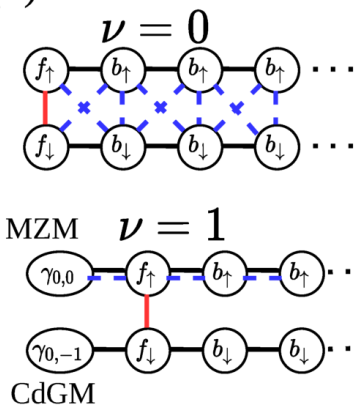 ν = 0
f↑ b↑ b↑ b↑ ···
f↓ b↓ b↓ b↓ ···
MZM ν = 1
γ0,0 f↑ b↑ b↑ ··
γ0,−1 f↓ b↓ b↓ ··
CdGM